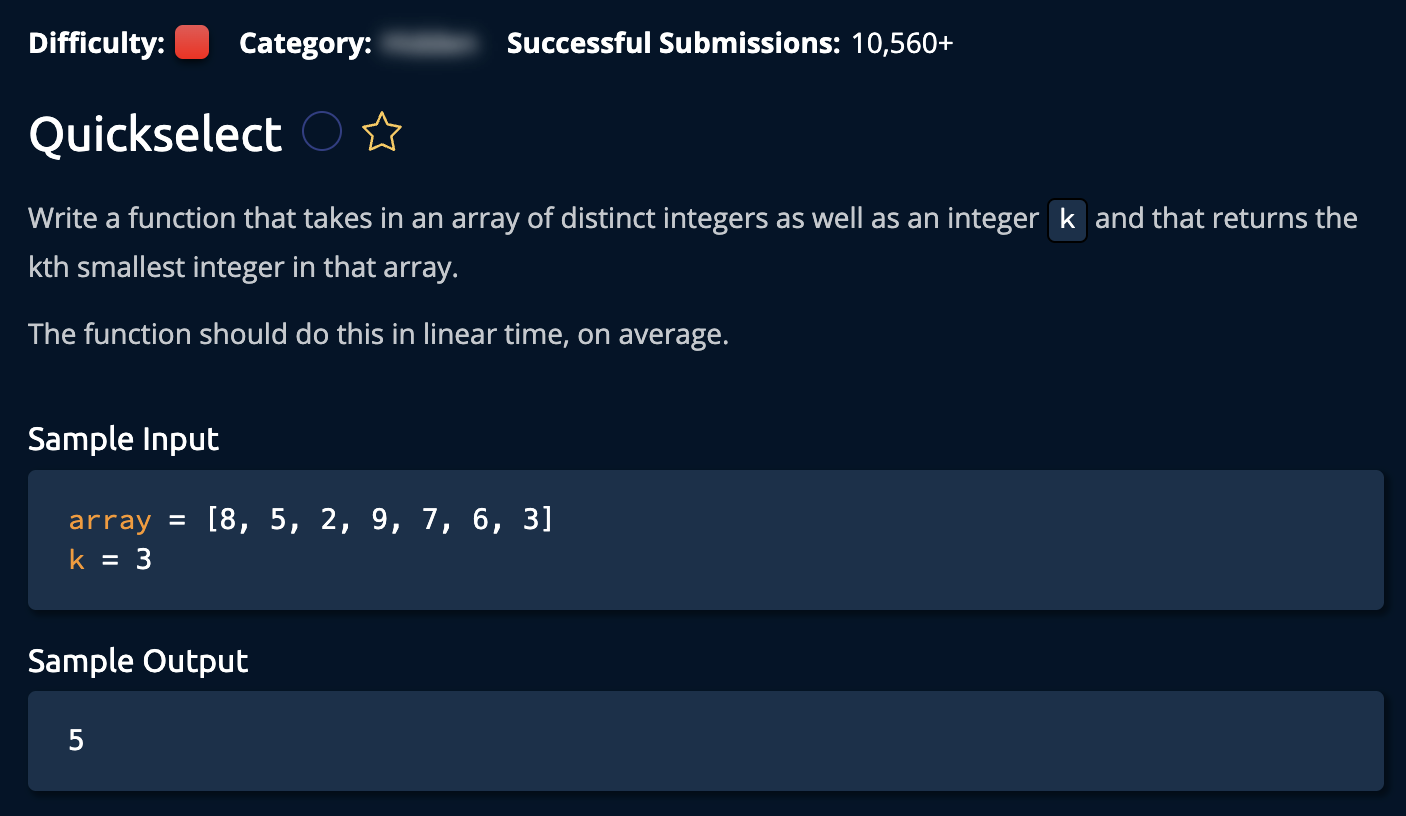 Difficulty: Category: Successful Submissions: 10,560+
Quickselect
Write a function that takes in an array of distinct integers as well as an integer k and that returns the
kth smallest integer in that array.
The function should do this in linear time, on average.
Sample Input
array = [8, 5, 2, 9, 7, 6, 3]
k = 3
Sample Output
5